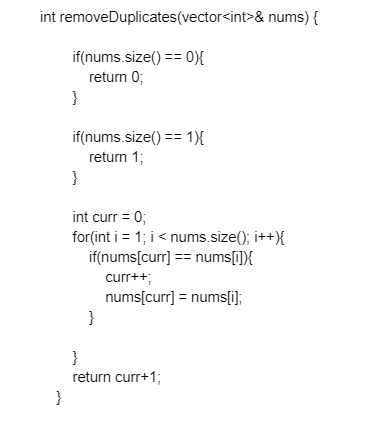 int removeDuplicates(vector<int>& nums) {
if(nums.size() == 0){
return 0;
}
if(nums.size() == 1){
return 1;
}
int curr = 0;
for(int i = 1; i < nums.size(); i++){
if(nums[curr] == nums[i]){
curr++;
nums[curr] = nums[i];
}
}
return curr+1;
}